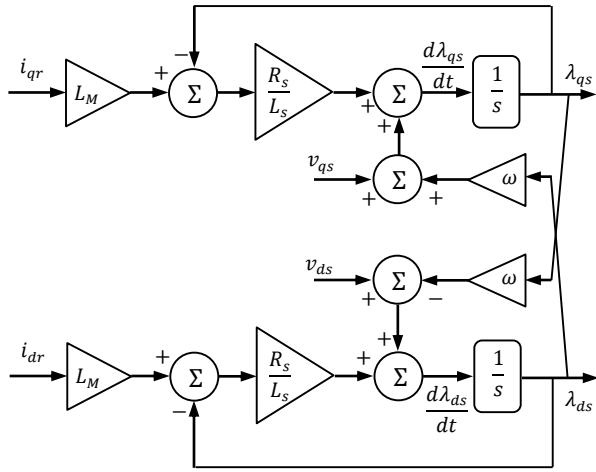 −
i_qr
L_M
+
Σ
R_s
L_s
+
Σ
+
dλ_qs
dt
1
s
λ_qs
v_qs
+
Σ
+
ω
v_ds
+
Σ
−
ω
i_dr
L_M
+
Σ
−
R_s
L_s
+
+
Σ
dλ_ds
dt
1
s
λ_ds